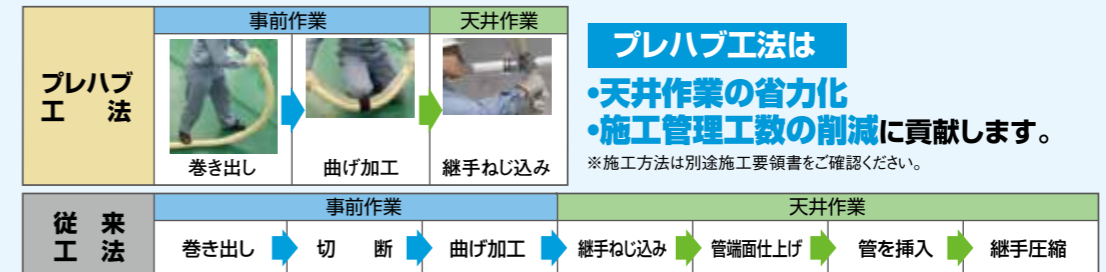 事前作業
天井作業
プレハブ
工　法
巻き出し
曲げ加工
継手ねじ込み
プレハブ工法は
•天井作業の省力化
•施工管理工数の削減に貢献します。
※施工方法は別途施工要領書をご確認ください。
従　来
工　法
事前作業
天井作業
巻き出し
切　断
曲げ加工
継手ねじ込み
管端面仕上げ
管を挿入
継手圧縮